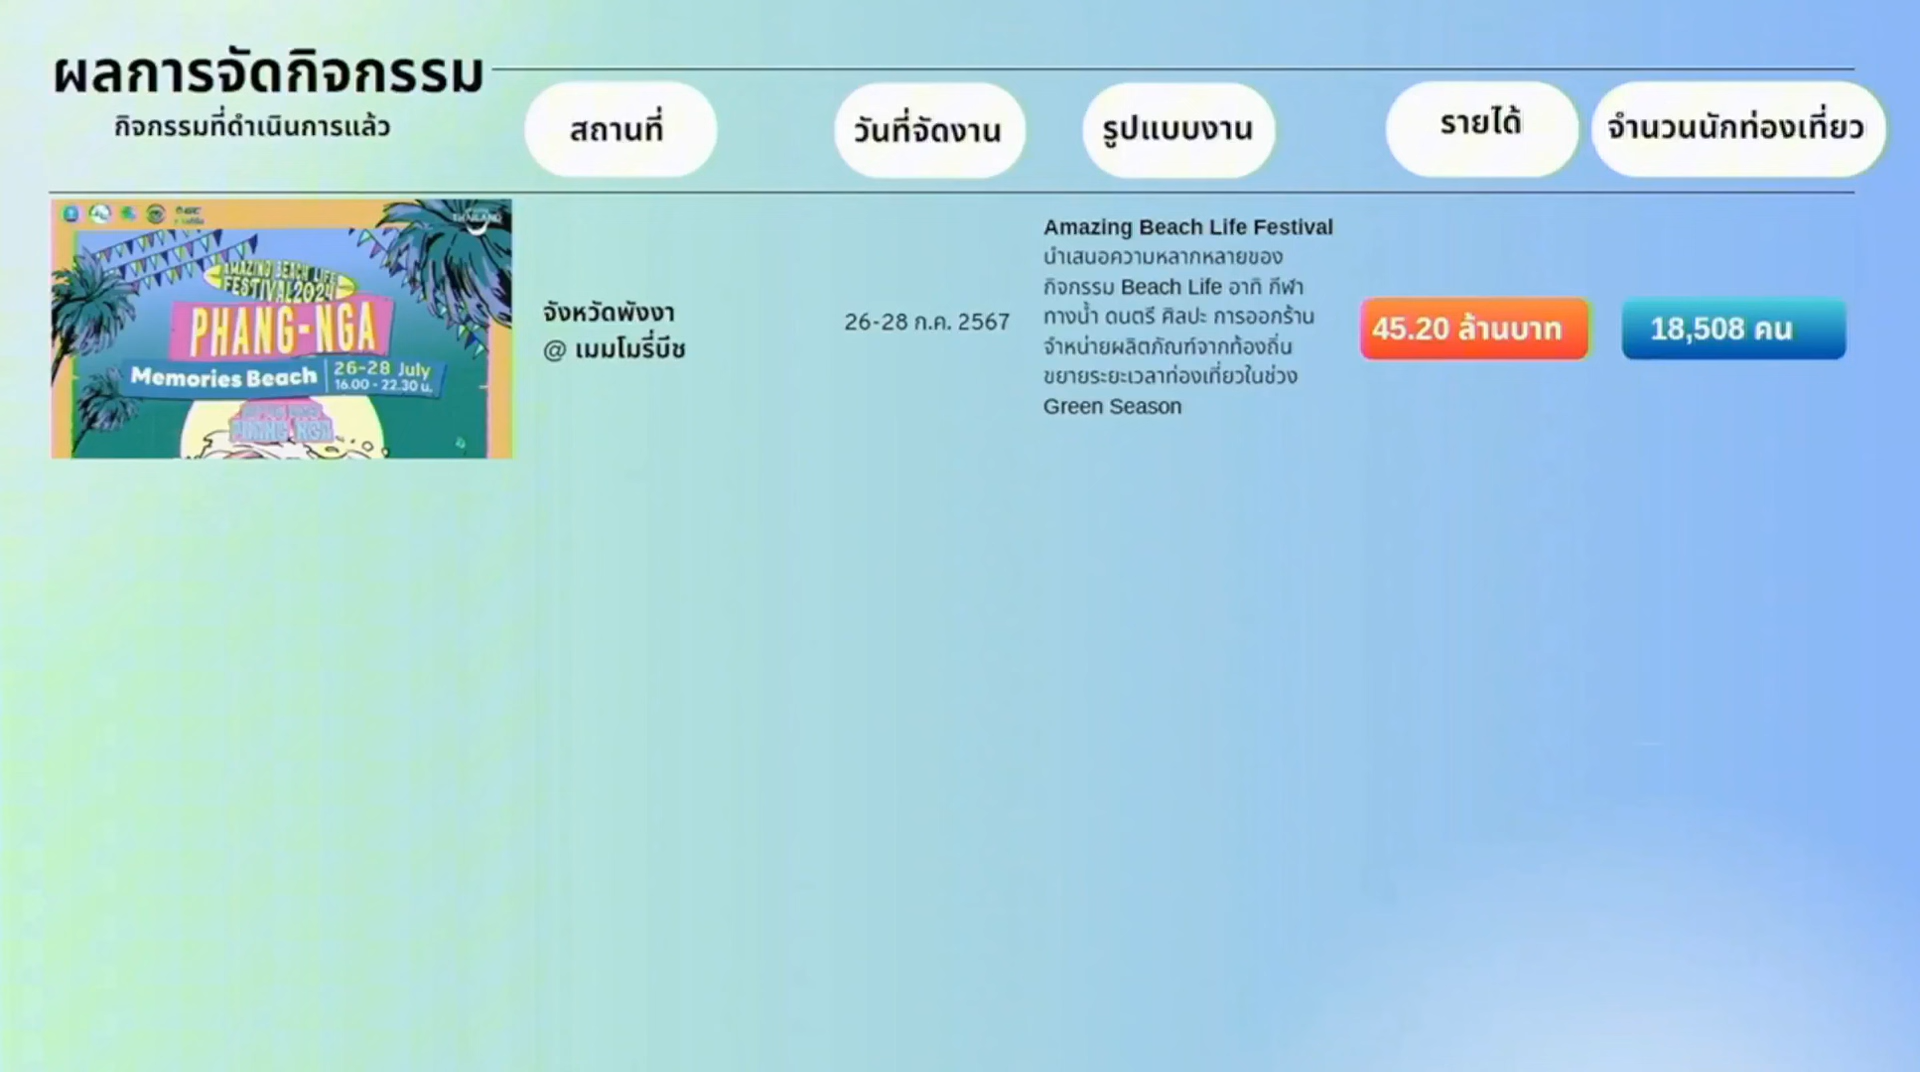 ผลการจัดกิจกรรม
กิจกรรมที่ดำเนินการแล้ว
สถานที่
วันที่จัดงาน
รูปแบบงาน
รายได้
จำนวนนักท่องเที่ยว
AMAZING BEACH LIFE
FESTIVAL 2024
PHANG-NGA
Memories Beach
26-28 July
16.00 - 22.30 น.
จังหวัดพังงา
@ เมมโมรี่บีช
26-28 ก.ค. 2567
Amazing Beach Life Festival
นำเสนอความหลากหลายของ
กิจกรรม Beach Life อาทิ กีฬา
ทางน้ำ ดนตรี ศิลปะ การออกร้าน
จำหน่ายผลิตภัณฑ์จากท้องถิ่น
ขยายระยะเวลาท่องเที่ยวในช่วง
Green Season
45.20 ล้านบาท
18,508 คน